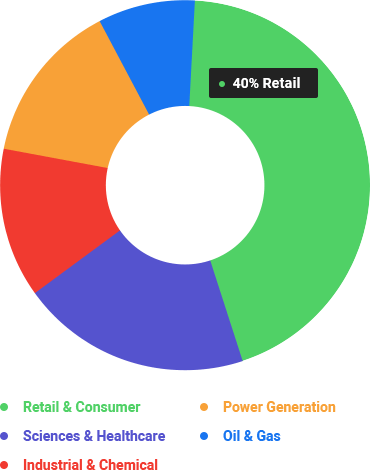 40% Retail
Retail & Consumer
Power Generation
Sciences & Healthcare
Oil & Gas
Industrial & Chemical